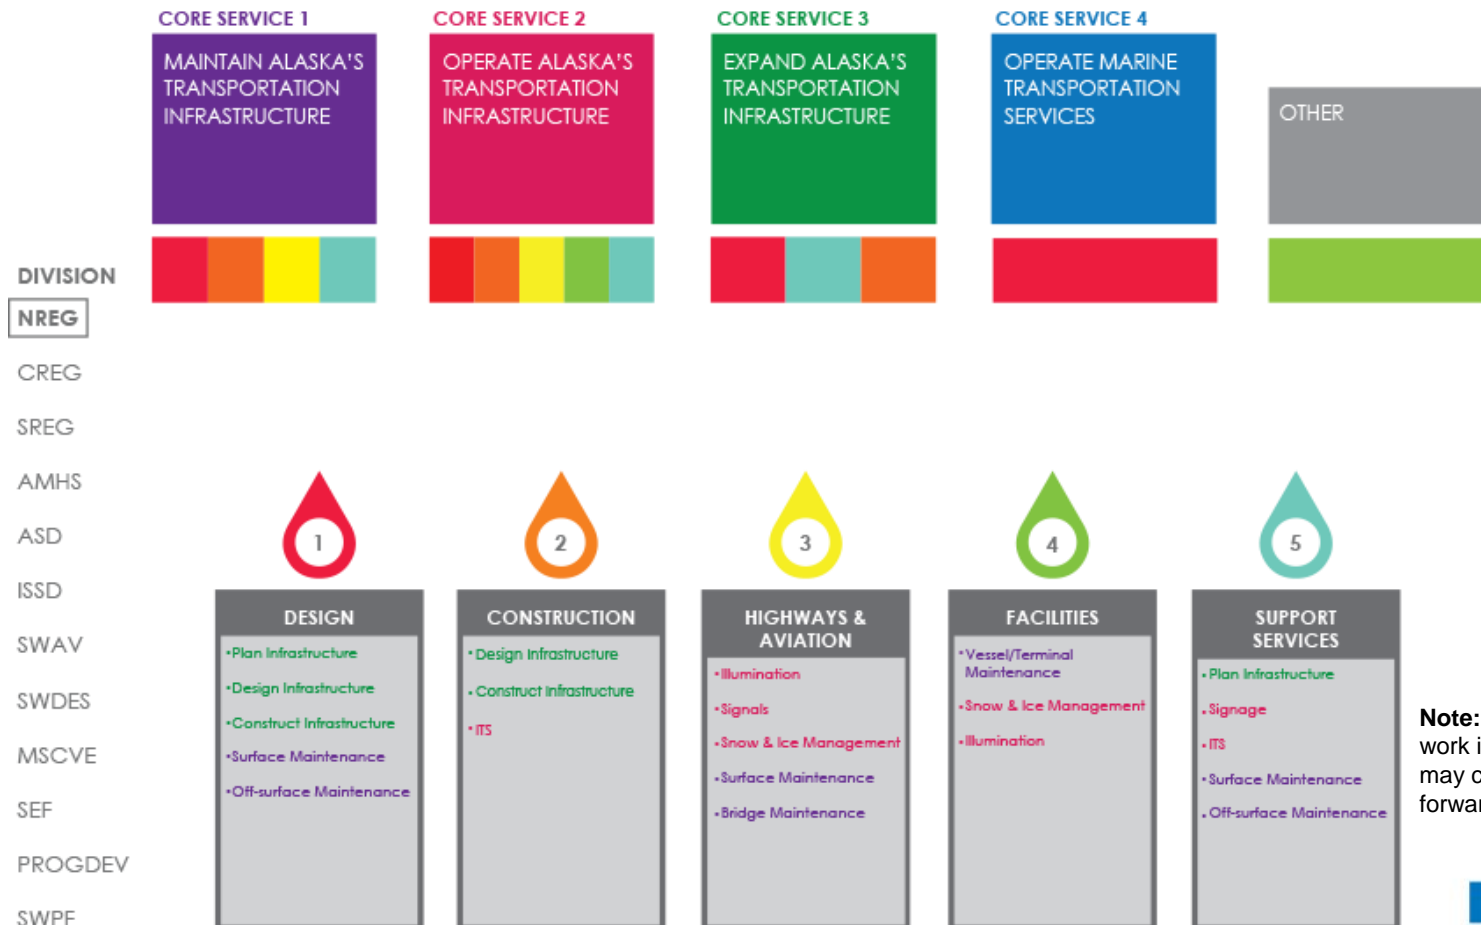 CORE SERVICE 1
MAINTAIN ALASKA'S
TRANSPORTATION
INFRASTRUCTURE
CORE SERVICE 2
OPERATE ALASKA'S
TRANSPORTATION
INFRASTRUCTURE
CORE SERVICE 3
EXPAND ALASKA'S
TRANSPORTATION
INFRASTRUCTURE
CORE SERVICE 4
OPERATE MARINE
TRANSPORTATION
SERVICES
OTHER
DIVISION
NREG
CREG
SREG
AMHS
ASD
ISSD
SWAV
SWDES
MSCVE
SEF
PROGDEV
SWPF
1
DESIGN
•Plan Infrastructure
•Design Infrastructure
•Construct Infrastructure
•Surface Maintenance
•Off-surface Maintenance
2
CONSTRUCTION
•Design Infrastructure
•Construct Infrastructure
•ITS
3
HIGHWAYS &
AVIATION
•Illumination
•Signals
•Snow & Ice Management
•Surface Maintenance
•Bridge Maintenance
4
FACILITIES
•Vessel/Terminal
Maintenance
•Snow & Ice Management
•Illumination
5
SUPPORT
SERVICES
•Plan Infrastructure
•Signage
•ITS
•Surface Maintenance
•Off-surface Maintenance
Note:
work
may